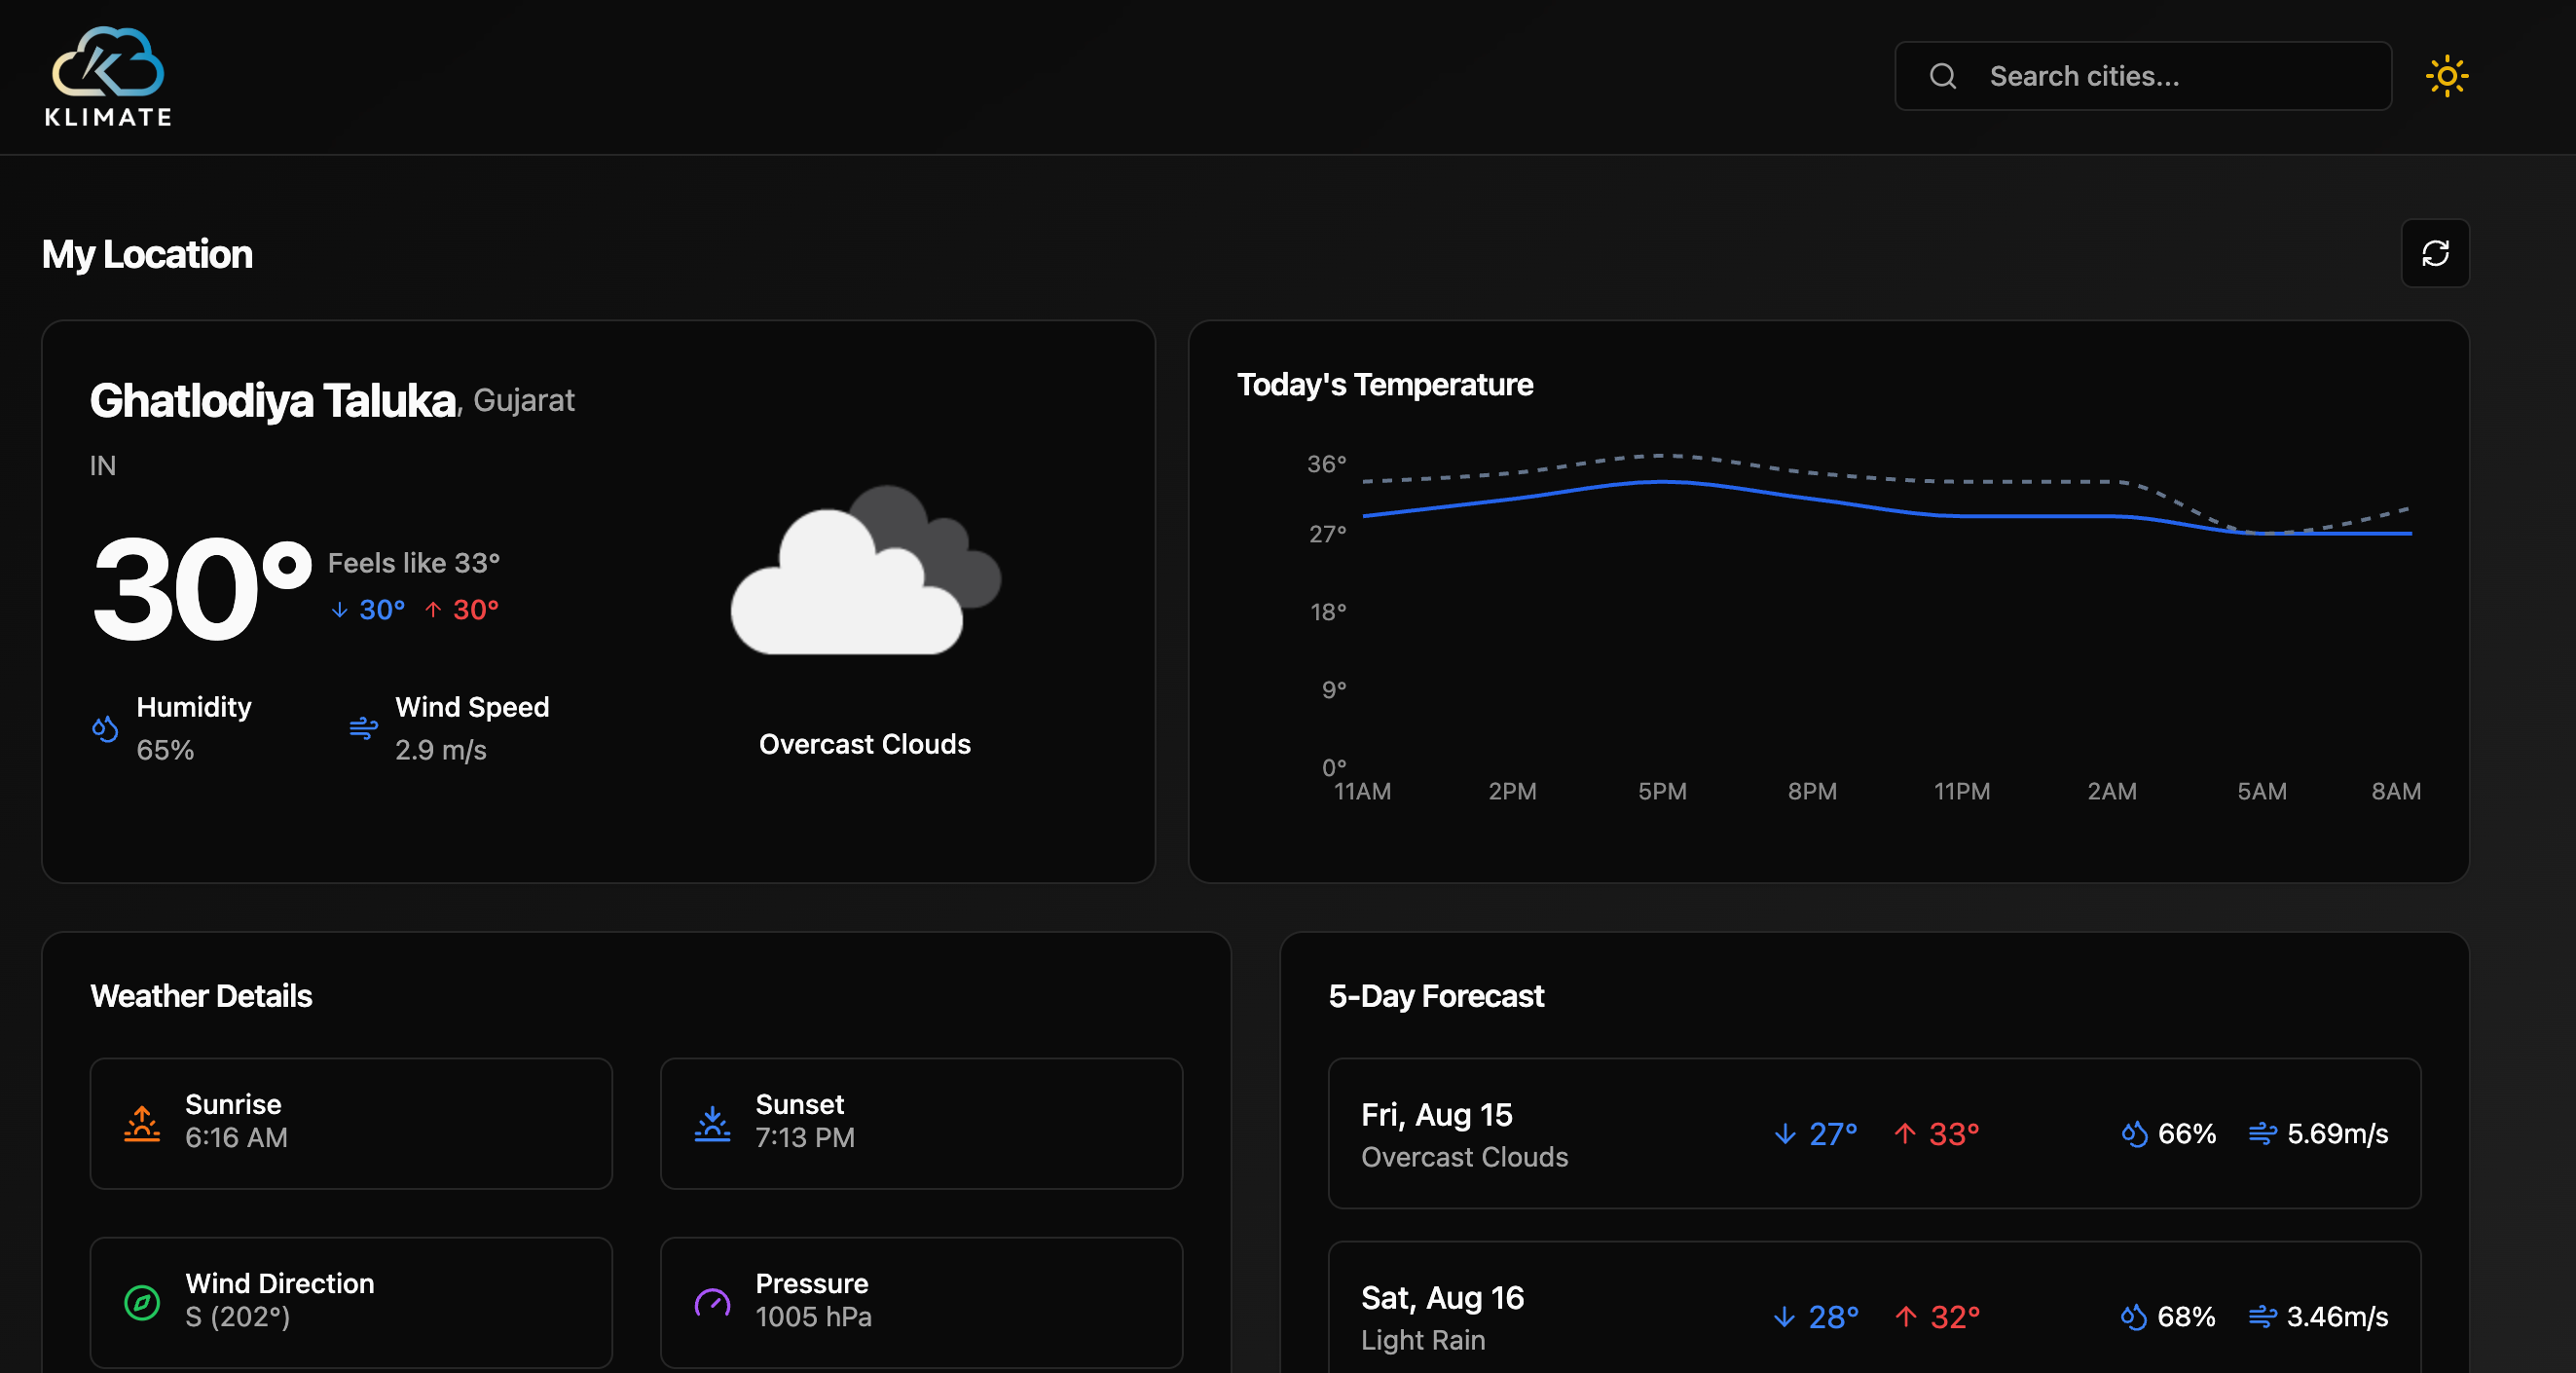 KLIMATE
Search cities...
My Location
Ghatlodiya Taluka, Gujarat
IN
30°
Feels like 33°
↓ 30° ↑ 30°
Humidity
65%
Wind Speed
2.9 m/s
Overcast Clouds
Today's Temperature
36°
27°
18°
9°
0°
11AM 2PM 5PM 8PM 11PM 2AM 5AM 8AM
Weather Details
Sunrise
6:16 AM
Sunset
7:13 PM
Wind Direction
S (202°)
Pressure
1005 hPa
5-Day Forecast
Fri, Aug 15
Overcast Clouds
↓ 27° ↑ 33° 66% 5.69m/s
Sat, Aug 16
Light Rain
↓ 28° ↑ 32° 68% 3.46m/s